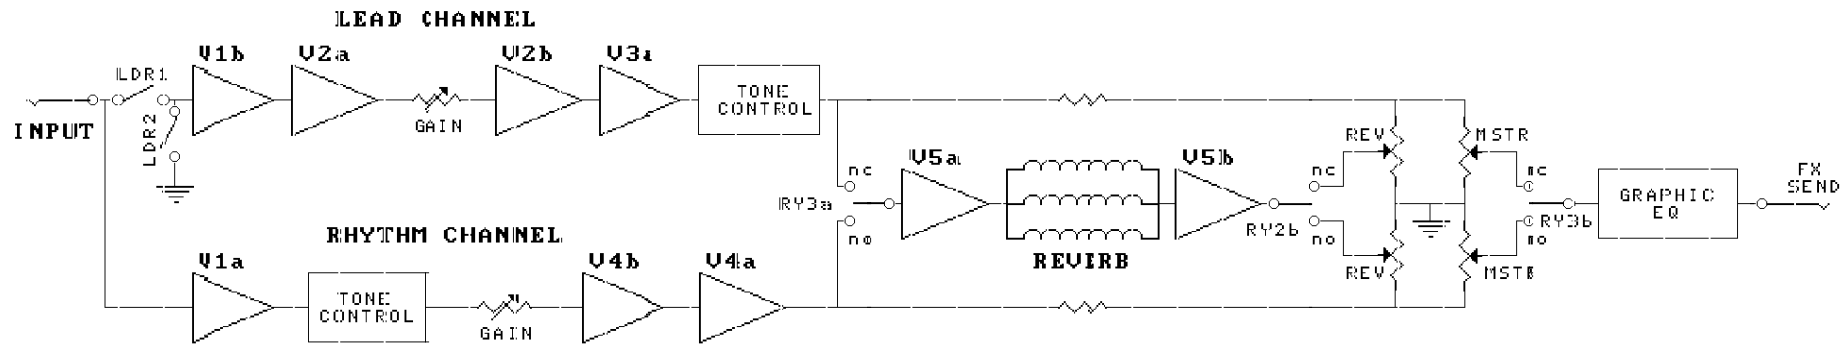 LEAD CHANNEL
V1b
V2a
V2b
V3a
LDR1
TONE
CONTROL
GAIN
INPUT
LDR2
REV
MSTR
V5a
V5b
nc
nc
nc
FX
SEND
RY3a
GRAPHIC
EQ
RY2b
RY3b
no
no
no
RHYTHM CHANNEL
REVERB
REV
MSTR
V1a
V4b
V4a
TONE
CONTROL
GAIN